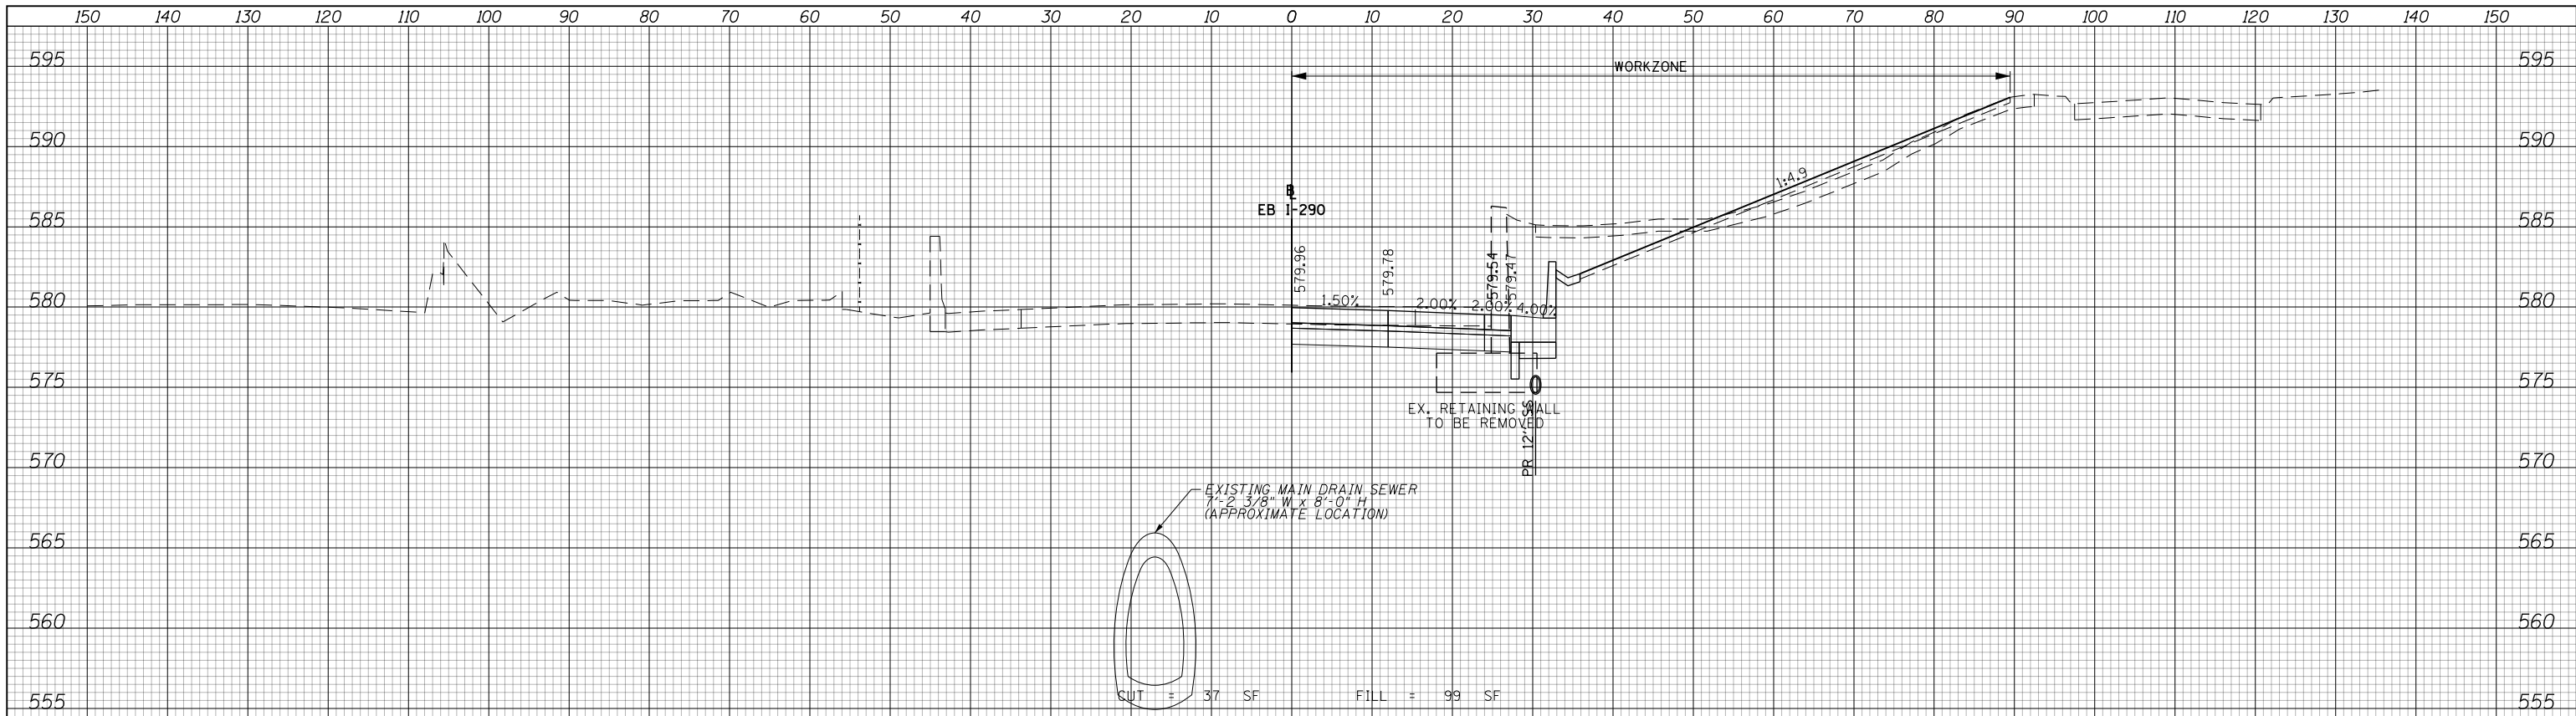 150 140 130 120 110 100 90 80 70 60 50 40 30 20 10 0 10 20 30 40 50 60 70 80 90 100 110 120 130 140 150
595 WORKZONE 595
590 590
585 585
BL
EB I-290
1:4.9
579.96
579.78
579.54
579.47
580 580
1.50% 2.00% 2.00% 4.00%
575 575
EX. RETAINING WALL
TO BE REMOVED
PR 12" SS
570 570
EXISTING MAIN DRAIN SEWER
7'-2 3/8" W x 8'-0" H
(APPROXIMATE LOCATION)
565 565
560 560
CUT = 37 SF FILL = 99 SF
555 555